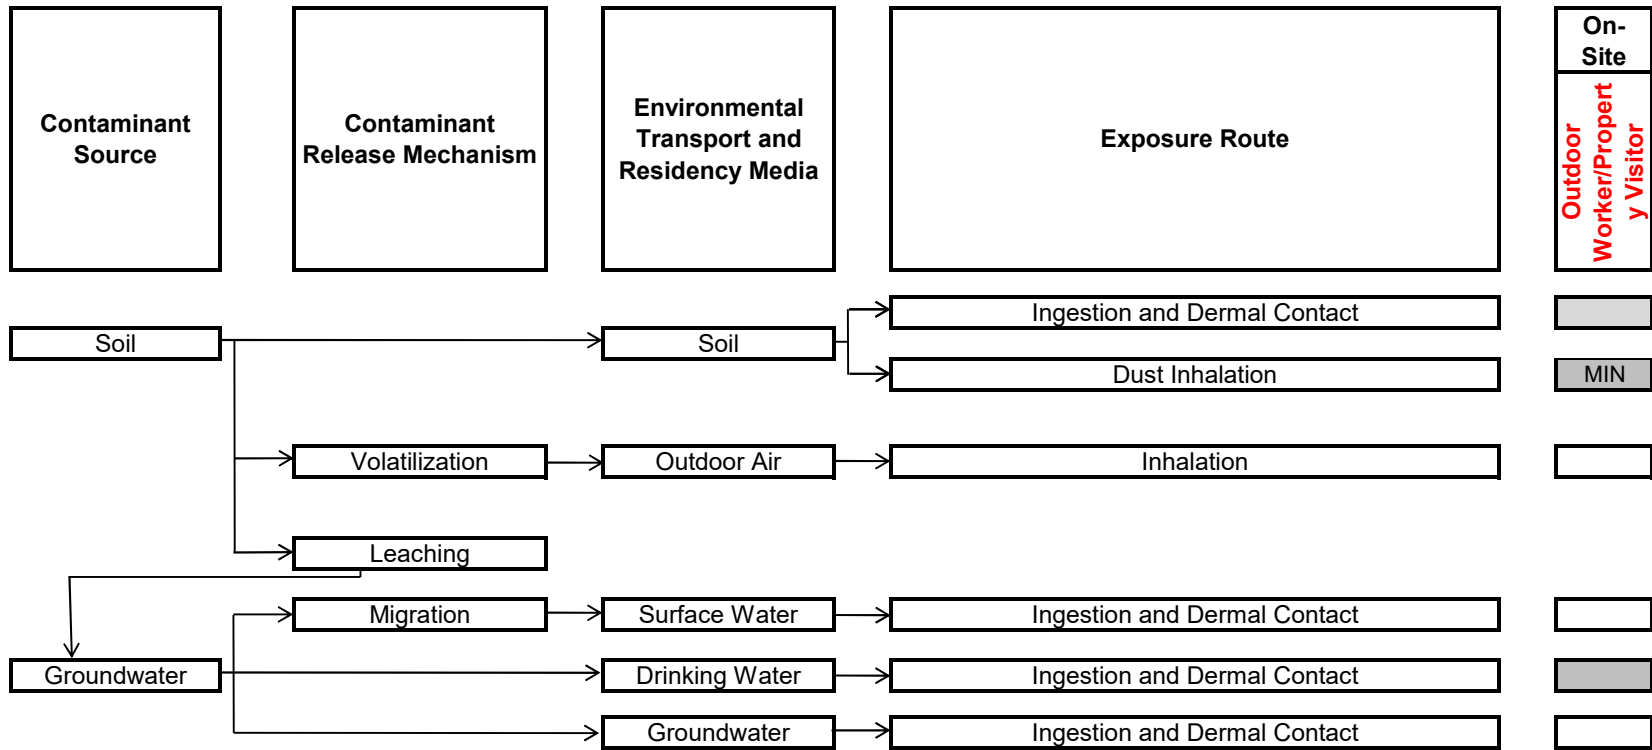 Contaminant
Source
Contaminant
Release Mechanism
Environmental
Transport and
Residency Media
Exposure Route
On-
Site
Outdoor
Worker/Propert
y Visitor
Ingestion and Dermal Contact
Soil
Soil
Dust Inhalation
MIN
Volatilization
Outdoor Air
Inhalation
Leaching
Migration
Surface Water
Ingestion and Dermal Contact
Groundwater
Drinking Water
Ingestion and Dermal Contact
Groundwater
Ingestion and Dermal Contact